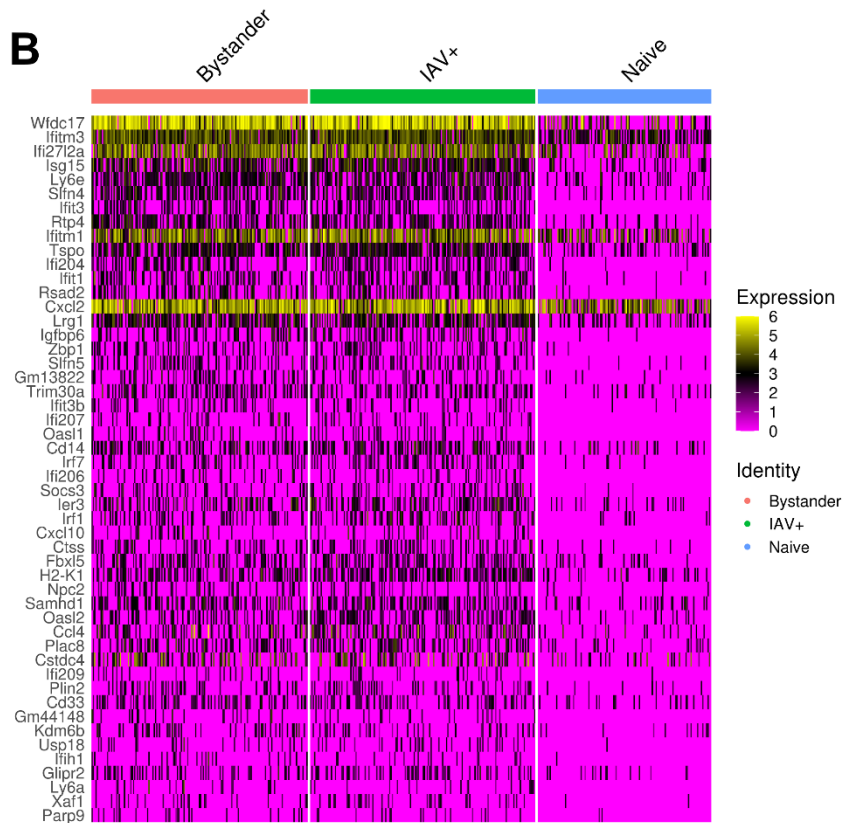 B
Bystander
IAV+
Naive
Wfdc17
Ifitm3
Ifi27l2a
Isg15
Ly6e
Slfn4
Ifit3
Rtp4
Ifitm1
Tspo
Ifi204
Ifit1
Rsad2
Cxcl2
Lrg1
Igfbp6
Zbp1
Slfn5
Gm13822
Trim30a
Ifit3b
Ifi207
Oasl1
Cd14
Irf7
Ifi206
Socs3
Ier3
Irf1
Cxcl10
Ctss
Fbxl5
H2-K1
Npc2
Samhd1
Oasl2
Ccl4
Plac8
Cstdc4
Ifi209
Plin2
Cd33
Gm44148
Kdm6b
Usp18
Ifih1
Glipr2
Ly6a
Xaf1
Parp9
Expression
6
5
4
3
2
1
0
Identity
Bystander
IAV+
Naive